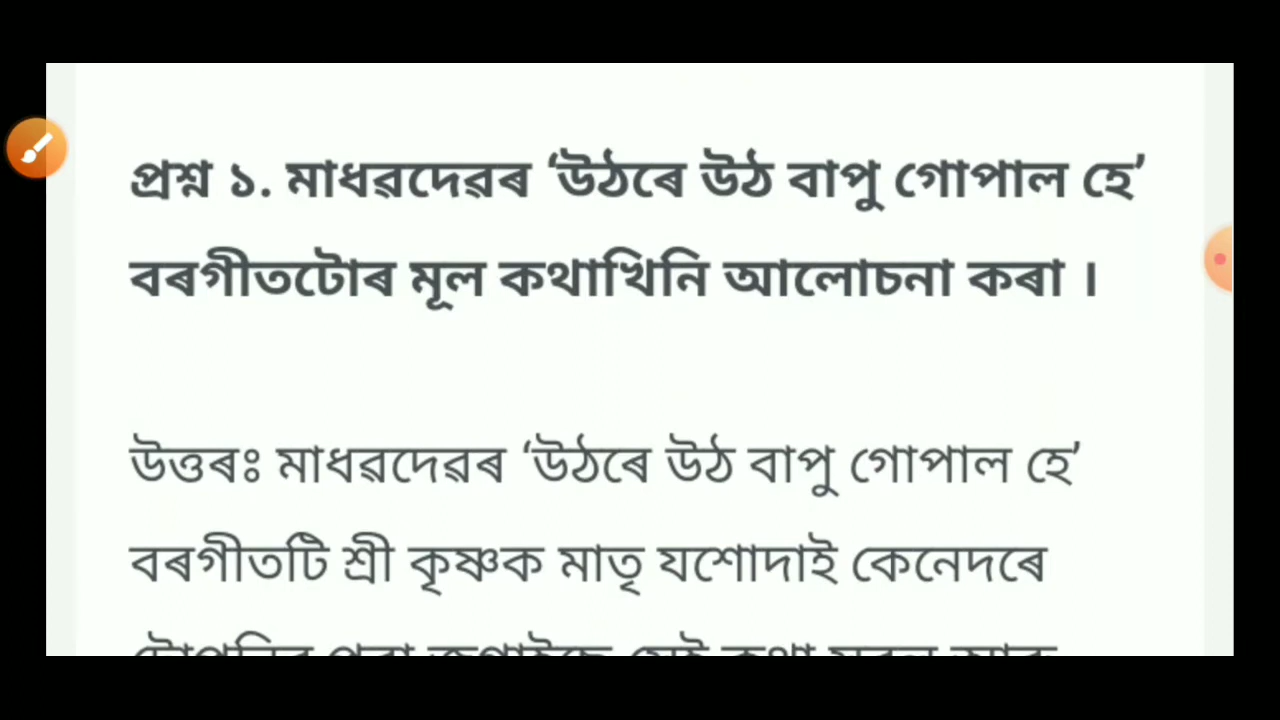 প্ৰশ্ন ১. মাধৱদেৱৰ ‘উঠৰে উঠ বাপু গোপাল হে’
বৰগীতটোৰ মূল কথাখিনি আলোচনা কৰা ।
উত্তৰঃ মাধৱদেৱৰ ‘উঠৰে উঠ বাপু গোপাল হে’
বৰগীতটি শ্ৰী কৃষ্ণক মাতৃ যশোদাই কেনেদৰে